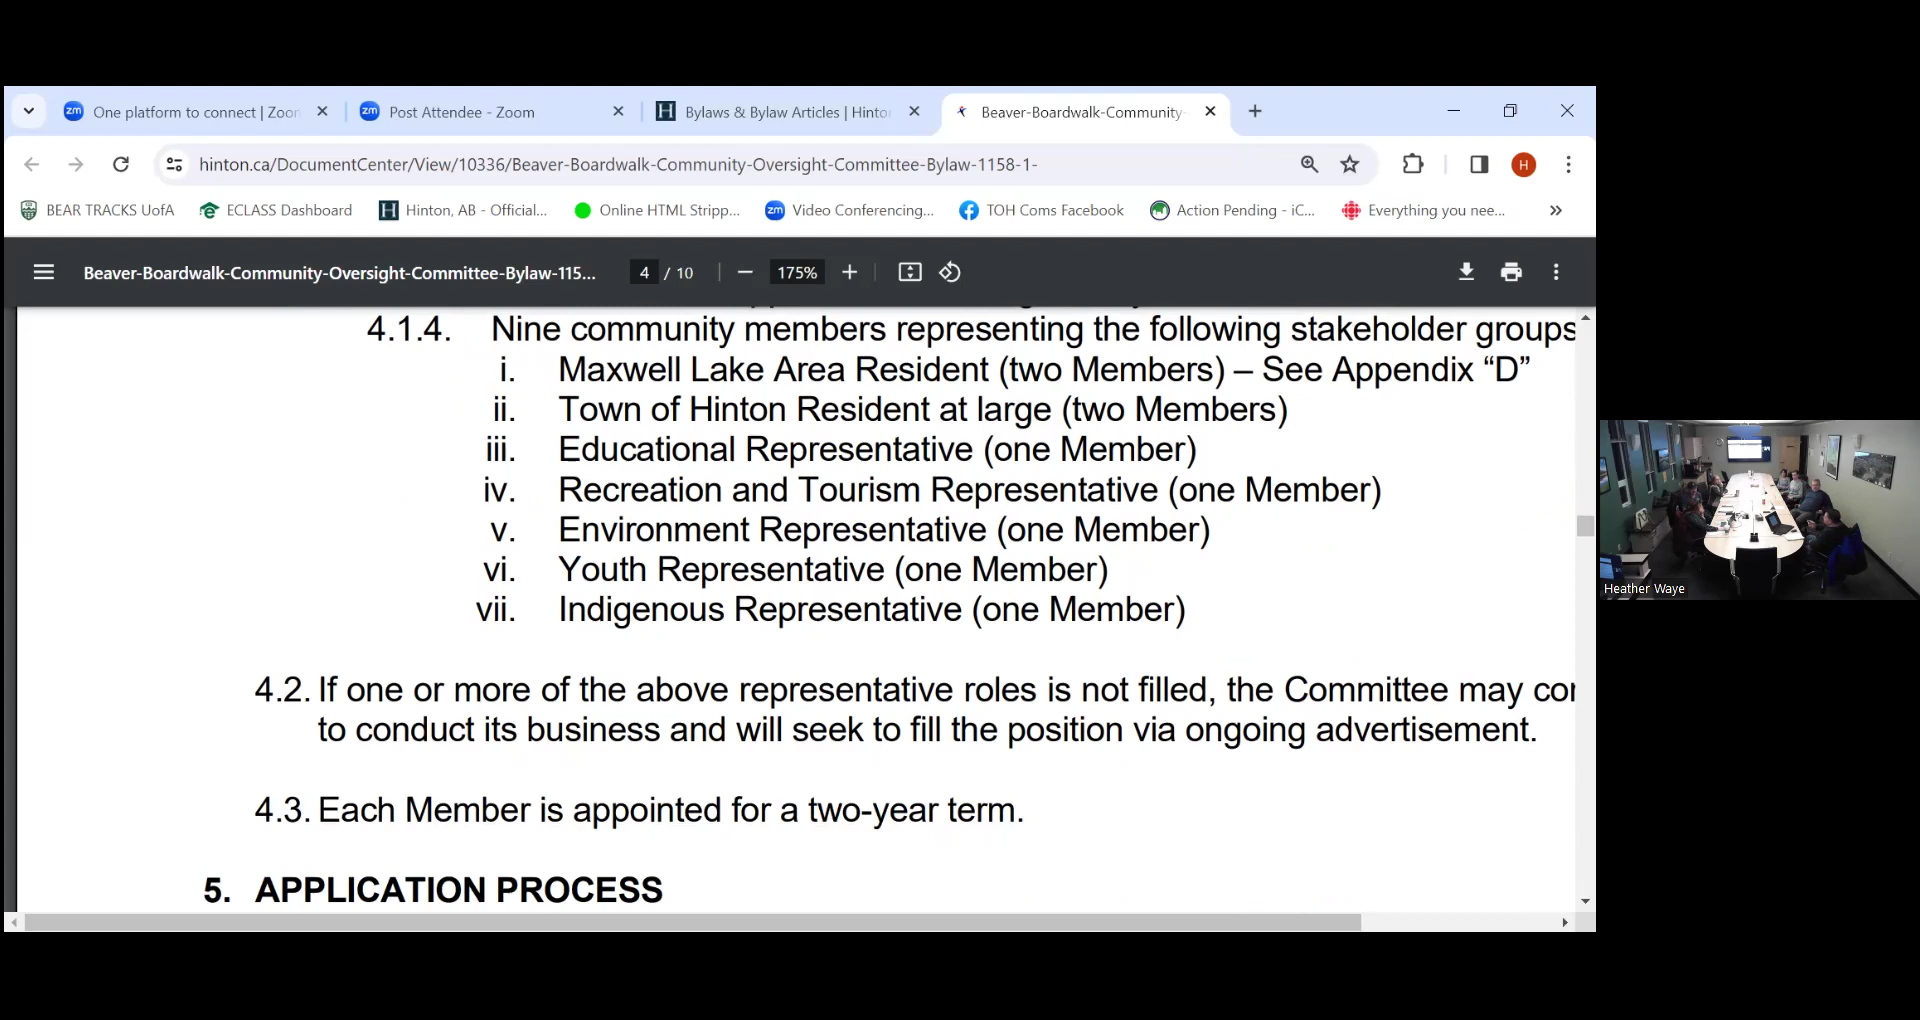 One platform to connect | Zoon
Post Attendee - Zoom
Bylaws & Bylaw Articles | Hinto
Beaver-Boardwalk-Community-
hinton.ca/DocumentCenter/View/10336/Beaver-Boardwalk-Community-Oversight-Committee-Bylaw-1158-1-
H
BEAR TRACKS UofA
ECLASS Dashboard
H
Hinton, AB - Official...
Online HTML Stripp...
zm
Video Conferencing...
TOH Coms Facebook
Action Pending - iC...
Everything you nee...
Beaver-Boardwalk-Community-Oversight-Committee-Bylaw-115...
4 / 10
175%
4.1.4. Nine community members representing the following stakeholder groups
i. Maxwell Lake Area Resident (two Members) – See Appendix “D”
ii. Town of Hinton Resident at large (two Members)
iii. Educational Representative (one Member)
iv. Recreation and Tourism Representative (one Member)
v. Environment Representative (one Member)
vi. Youth Representative (one Member)
vii. Indigenous Representative (one Member)
4.2. If one or more of the above representative roles is not filled, the Committee may con
to conduct its business and will seek to fill the position via ongoing advertisement.
4.3. Each Member is appointed for a two-year term.
5. APPLICATION PROCESS
Heather Waye